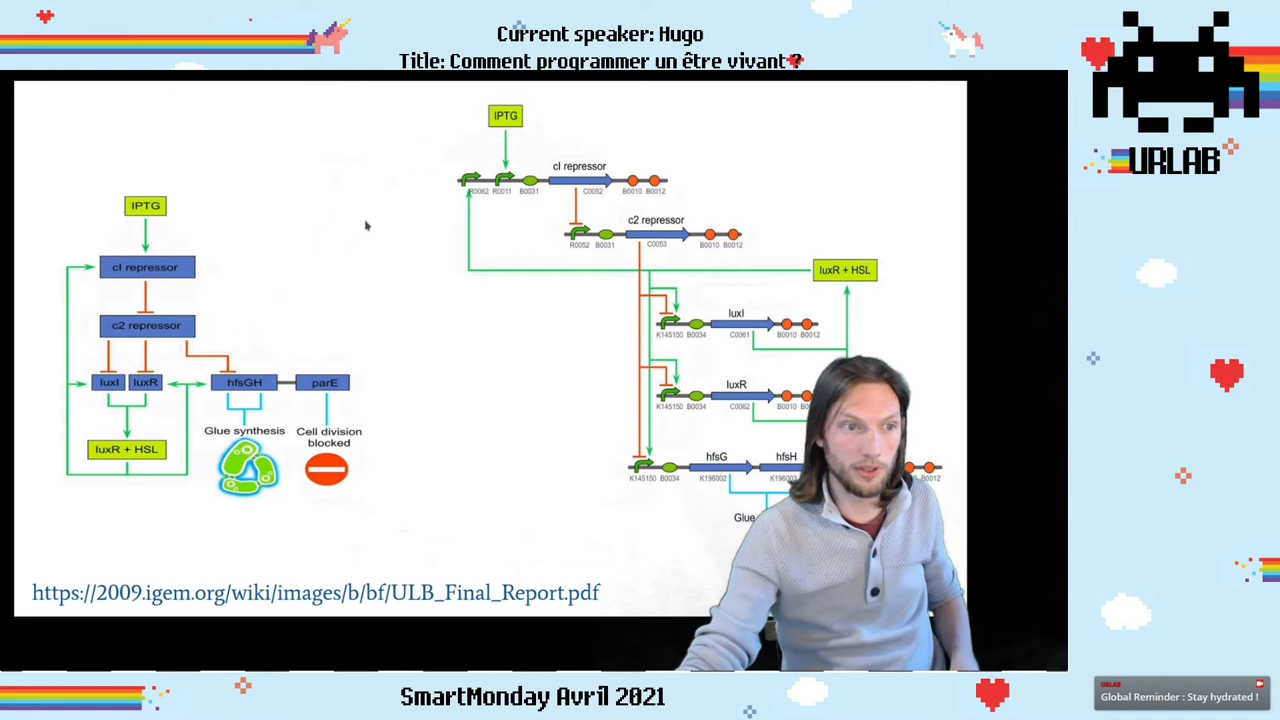 Current speaker: Hugo
Title: Comment programmer un être vivant ?
URLAB
IPTG
cI repressor
c2 repressor
luxI luxR hfsGH parE
Glue synthesis
Cell division
blocked
luxR + HSL
IPTG
cI repressor
R0062 R0011 B0031 C0052 B0010 B0012
c2 repressor
R0052 B0031 C0053 B0010 B0012
luxR + HSL
luxI
K145150 B0034 C0061 B0010 B0012
luxR
K145150 B0034 C0062 B0010
hfsG hfsH
K145150 B0034 K196002 K196003 B0012
Glue
https://2009.igem.org/wiki/images/b/bf/ULB_Final_Report.pdf
SmartMonday Avril 2021
URLAB
Global Reminder : Stay hydrated !